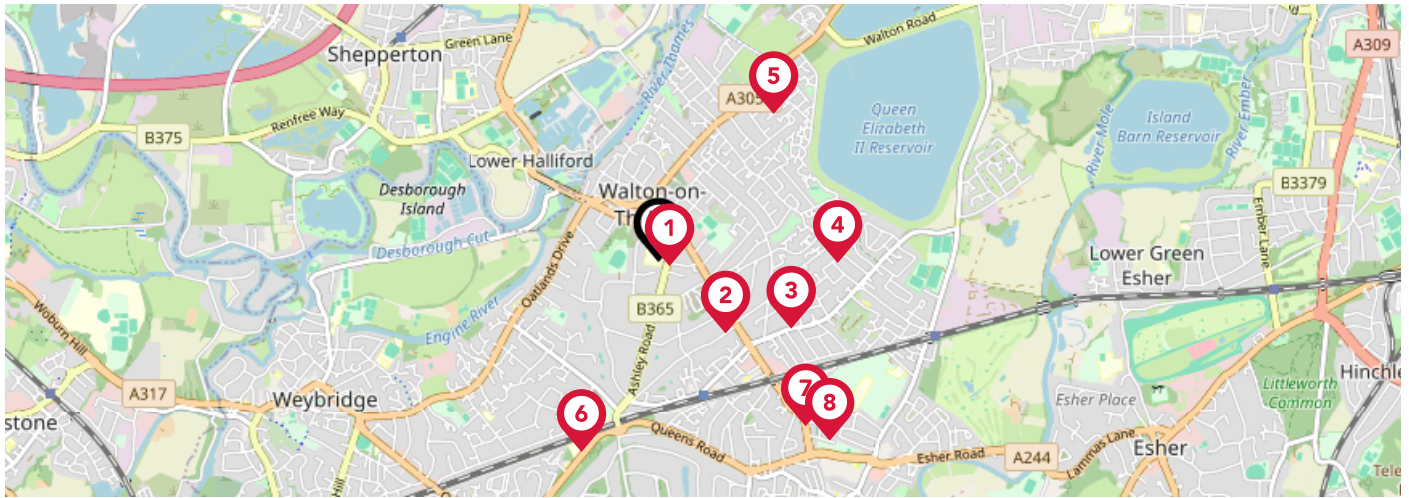 Shepperton
Green Lane
River Thames
Walton Road
A309
A305
5
Queen
Elizabeth
II Reservoir
Island
Barn Reservoir
River Mole
River Ember
B375
Renfree Way
Lower Halliford
Desborough
Island
Walton-on-
B3379
Desborough Cut
1
4
Ember Lane
Lower Green
Esher
Oatlands Drive
Engine River
B365
2
3
Woburn Hill
Ashley Road
A317
Weybridge
6
7
8
Esher Place
Littleworth
Common
Queens Road
Esher Road
A244
Lammas Lane
Esher
Hill